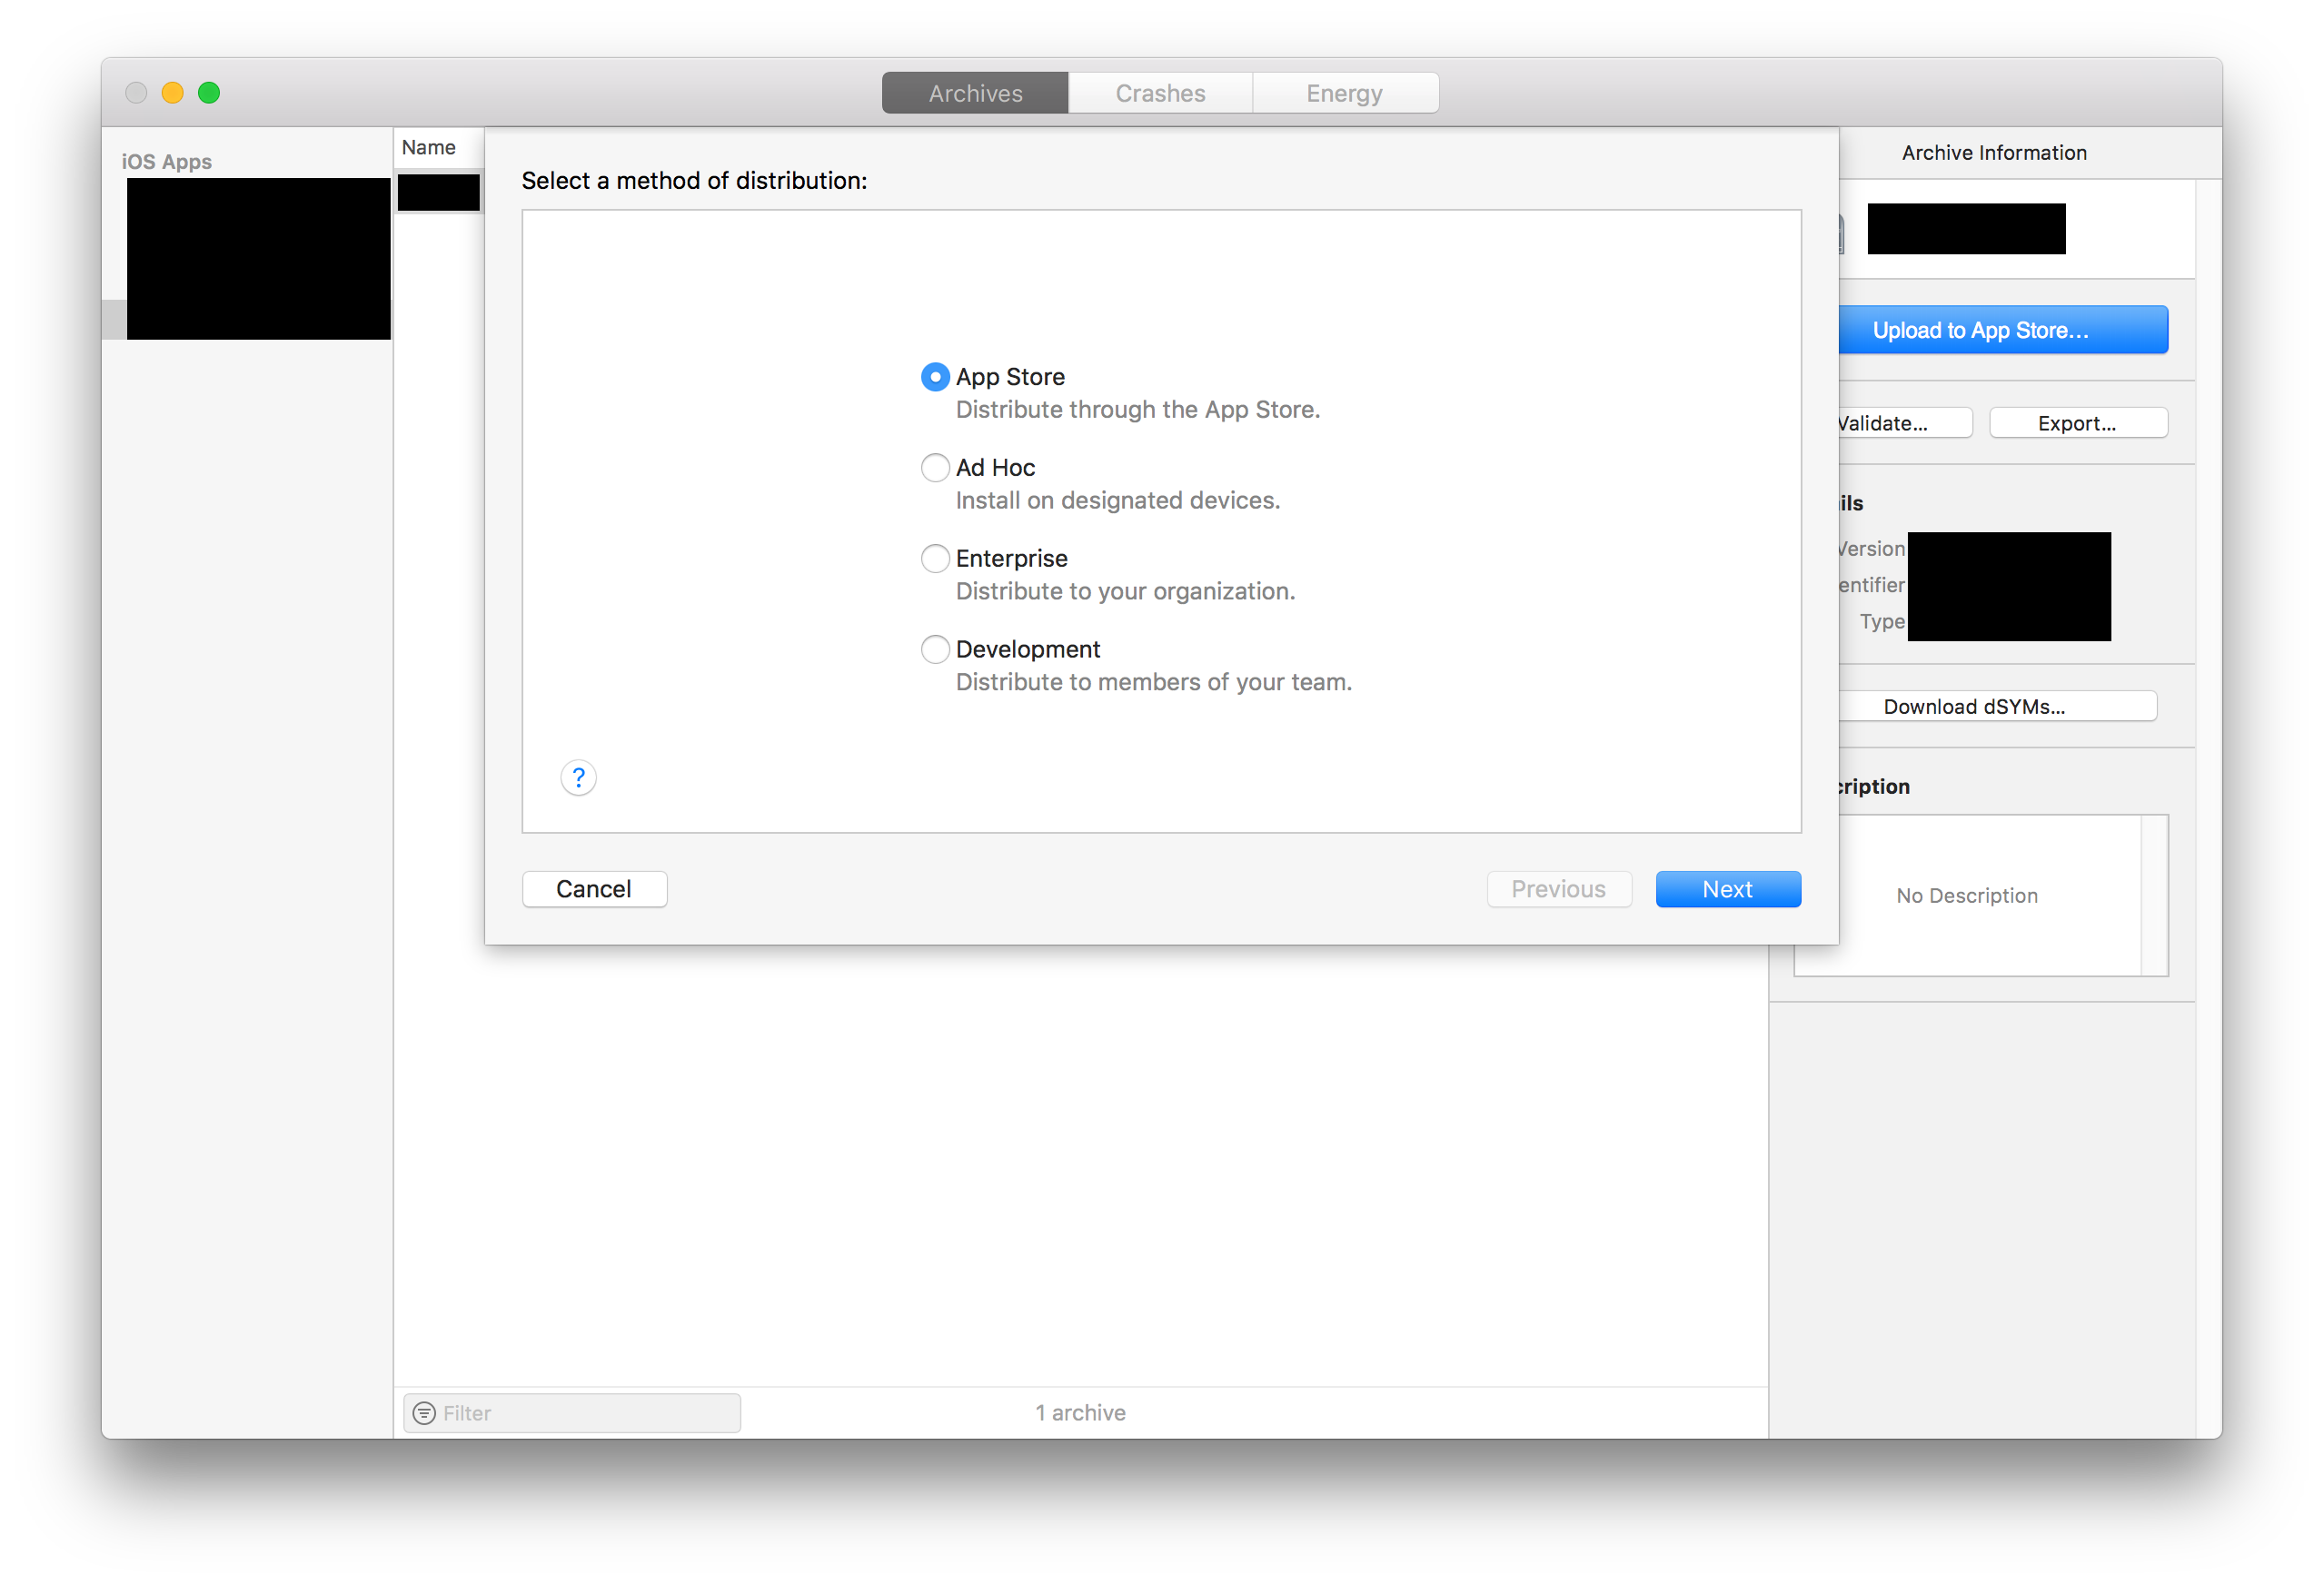 Archives
Crashes
Energy
iOS Apps
Name
Archive Information
Select a method of distribution:
App Store
Distribute through the App Store.
Ad Hoc
Install on designated devices.
Enterprise
Distribute to your organization.
Development
Distribute to members of your team.
?
Cancel
Previous
Next
Upload to App Store...
Validate...
Export...
ils
Version
entifier
Type
Download dSYMs...
cription
No Description
Filter
1 archive